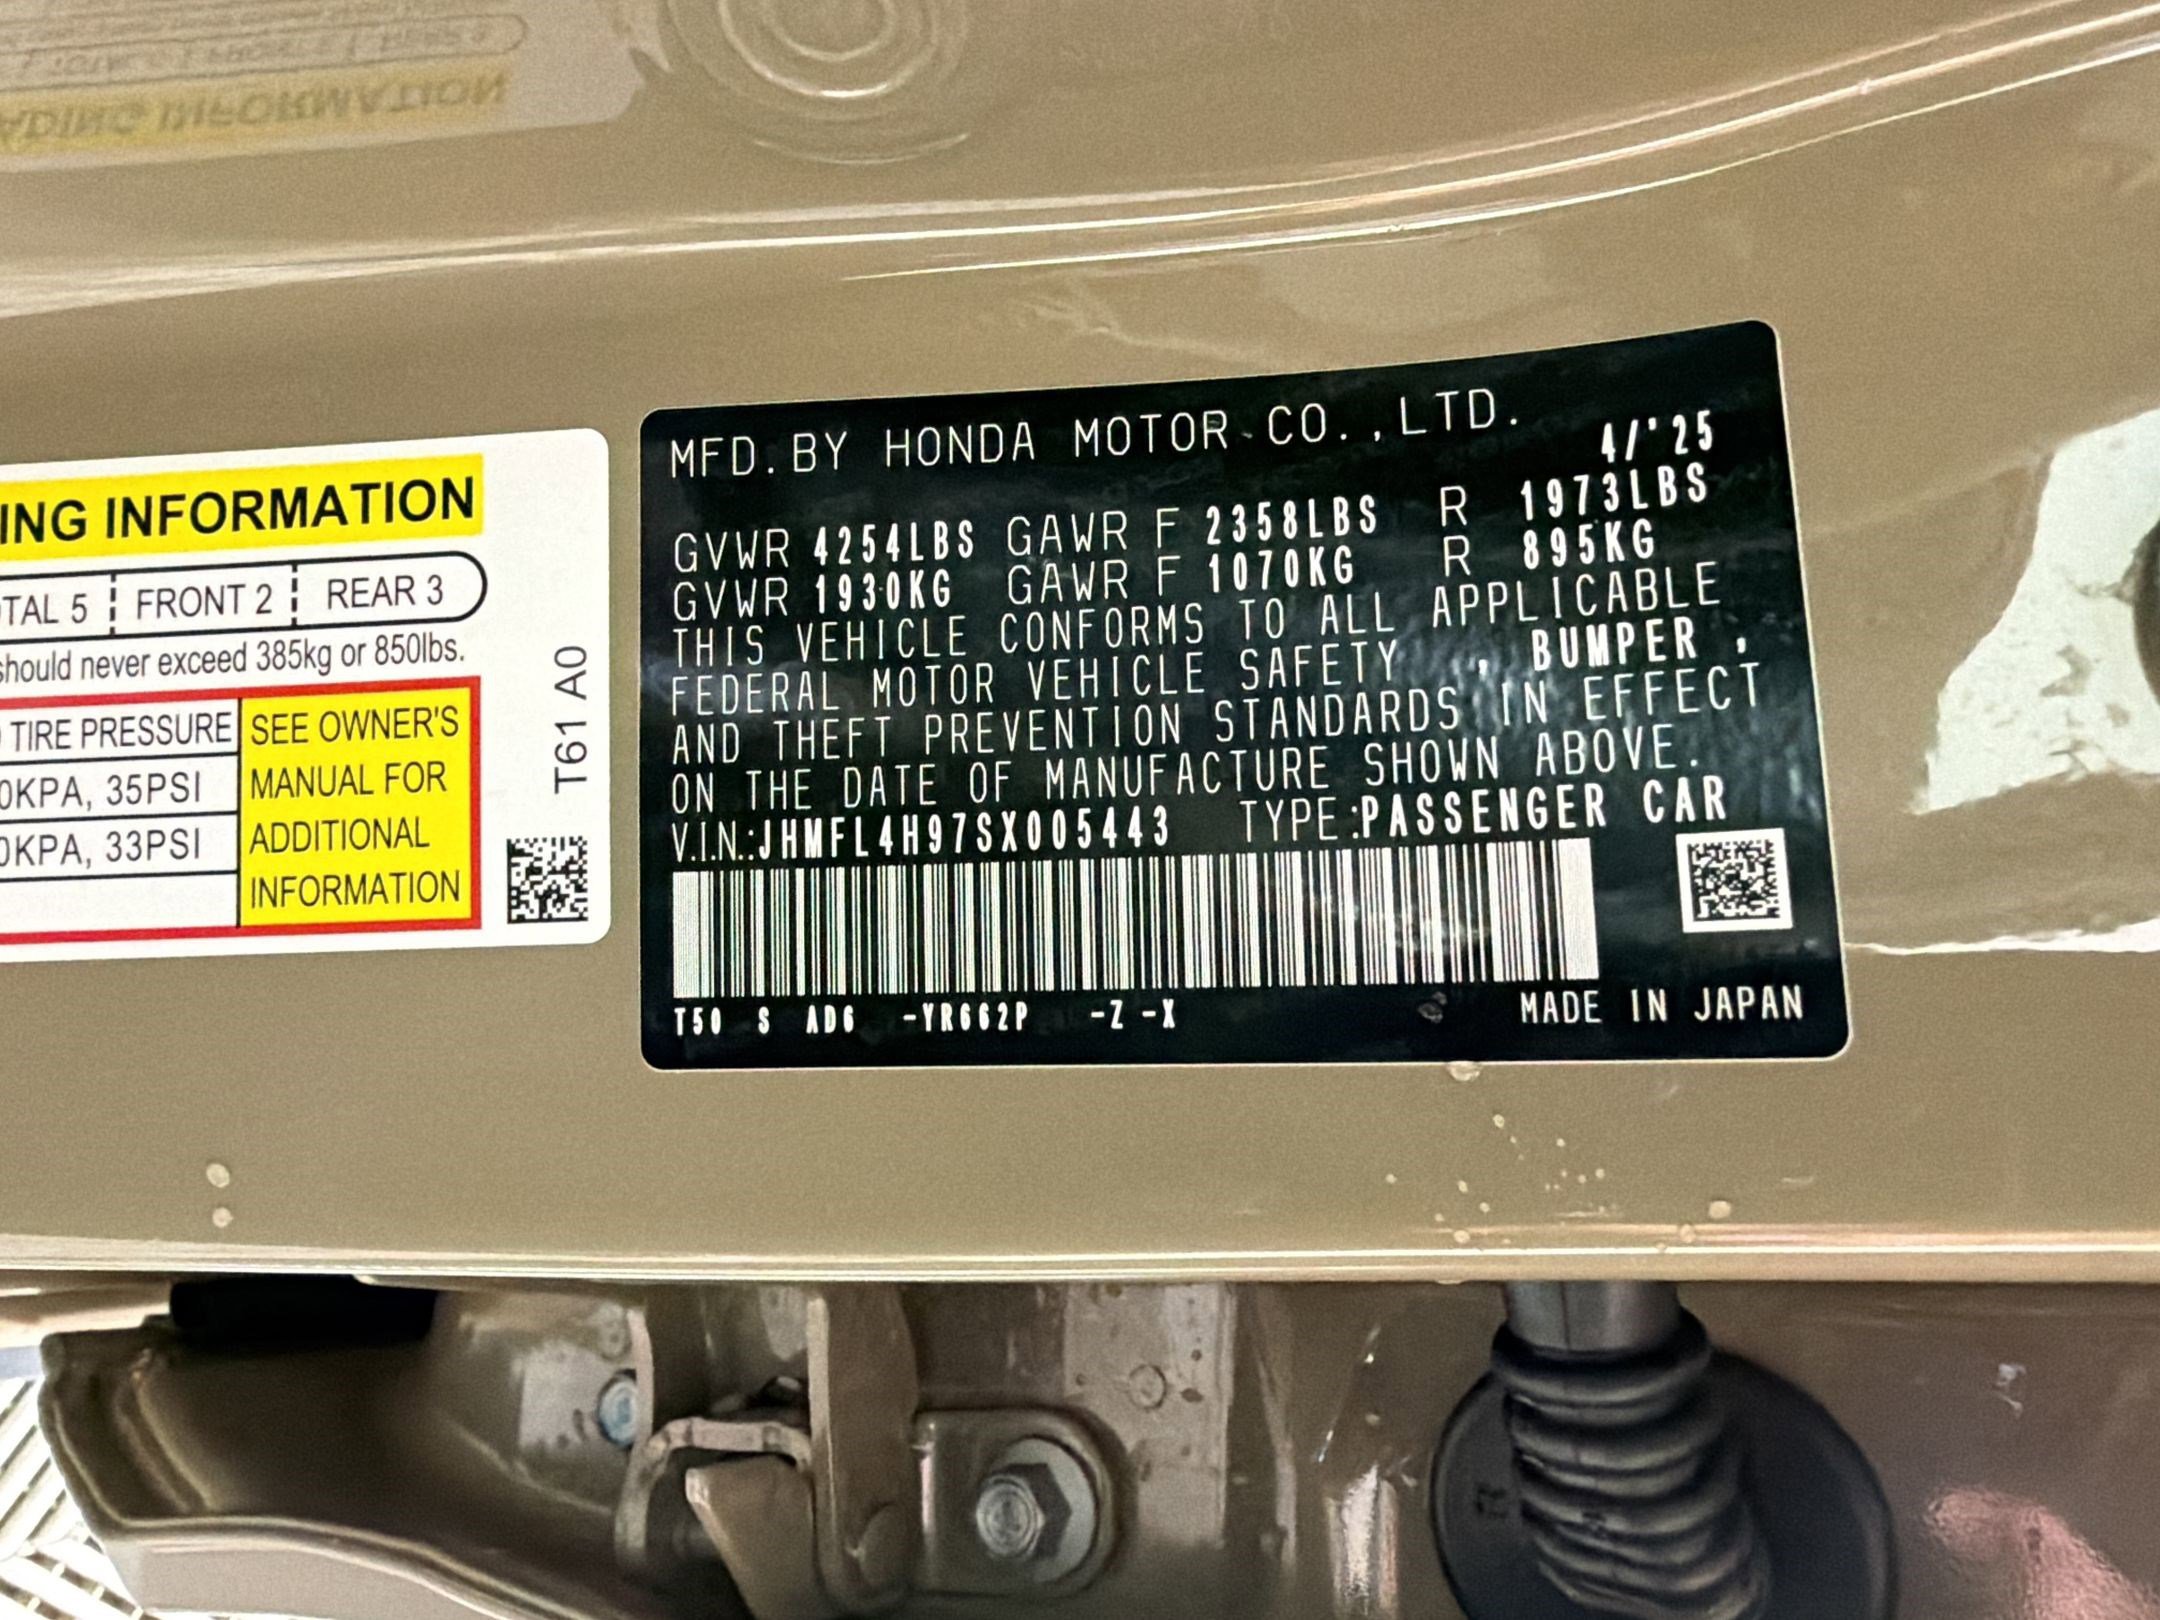 ING INFORMATION
TAL 5 FRONT 2 REAR 3
should never exceed 385kg or 850lbs.
TIRE PRESSURE
0KPA, 35PSI
0KPA, 33PSI
SEE OWNER'S
MANUAL FOR
ADDITIONAL
INFORMATION
T61 A0
MFD. BY HONDA MOTOR CO., LTD.
4/'25
GVWR 4254LBS GAWR F 2358LBS R 1973LBS
GVWR 1930KG GAWR F 1070KG R 895KG
THIS VEHICLE CONFORMS TO ALL APPLICABLE
FEDERAL MOTOR VEHICLE SAFETY , BUMPER ,
AND THEFT PREVENTION STANDARDS IN EFFECT
ON THE DATE OF MANUFACTURE SHOWN ABOVE.
V.I.N.:JHMFL4H97SX005443 TYPE:PASSENGER CAR
T50 S AD6 -YR662P -Z -X
MADE IN JAPAN
ADING INFORMATION